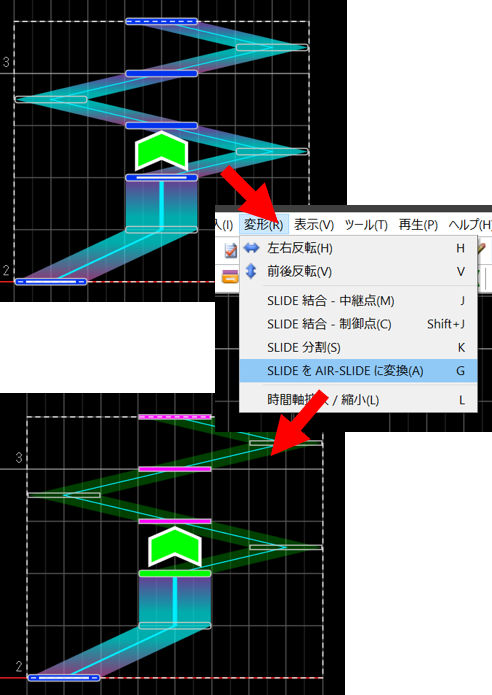 3
2
入(I) 変形(R) 表示(V) ツール(T) 再生(P) ヘルプ(H
左右反転(H) H
前後反転(V) V
SLIDE 結合 - 中継点(M) J
SLIDE 結合 - 制御点(C) Shift+J
SLIDE 分割(S) K
SLIDE を AIR-SLIDE に変換(A) G
時間軸拡 / 縮小(L) L
3
2